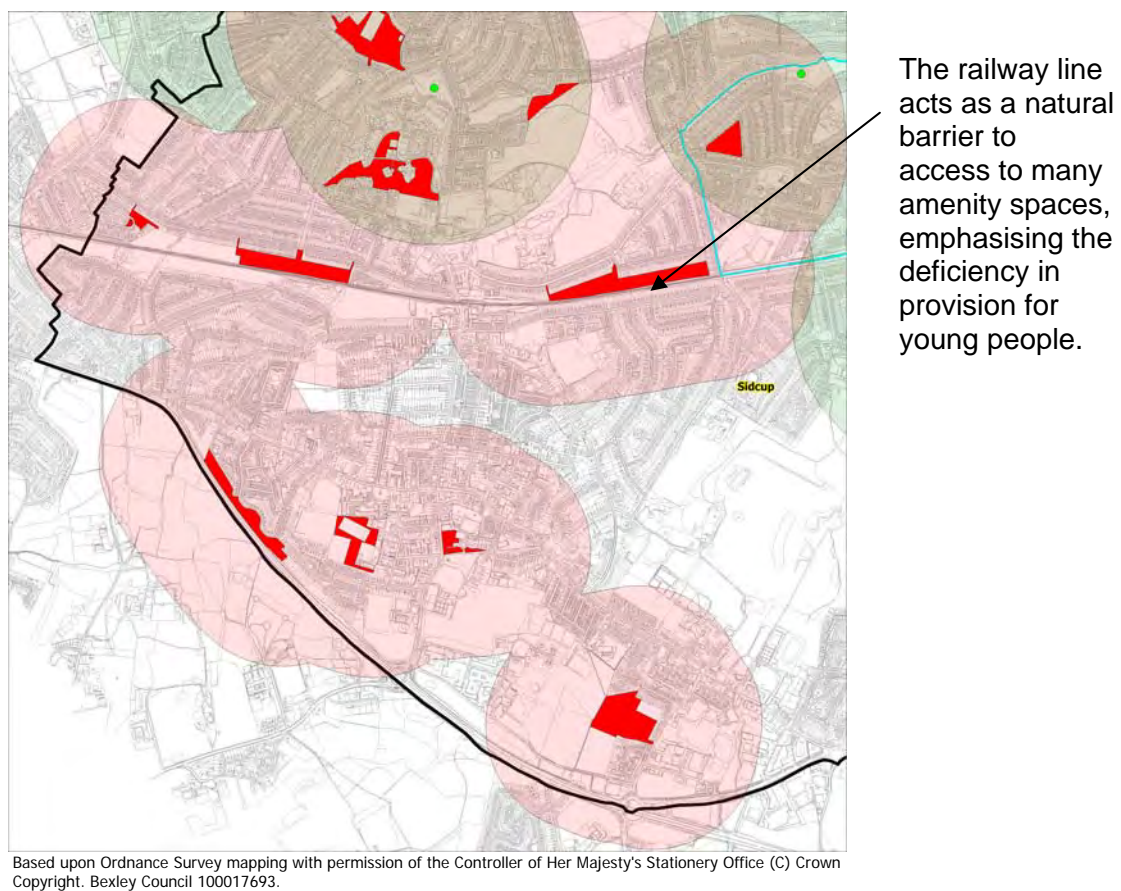 The railway line
acts as a natural
barrier to
access to many
amenity spaces,
emphasising the
deficiency in
provision for
young people.
Sidcup
Based upon Ordnance Survey mapping with permission of the Controller of Her Majesty's Stationery Office (C) Crown
Copyright. Bexley Council 100017693.